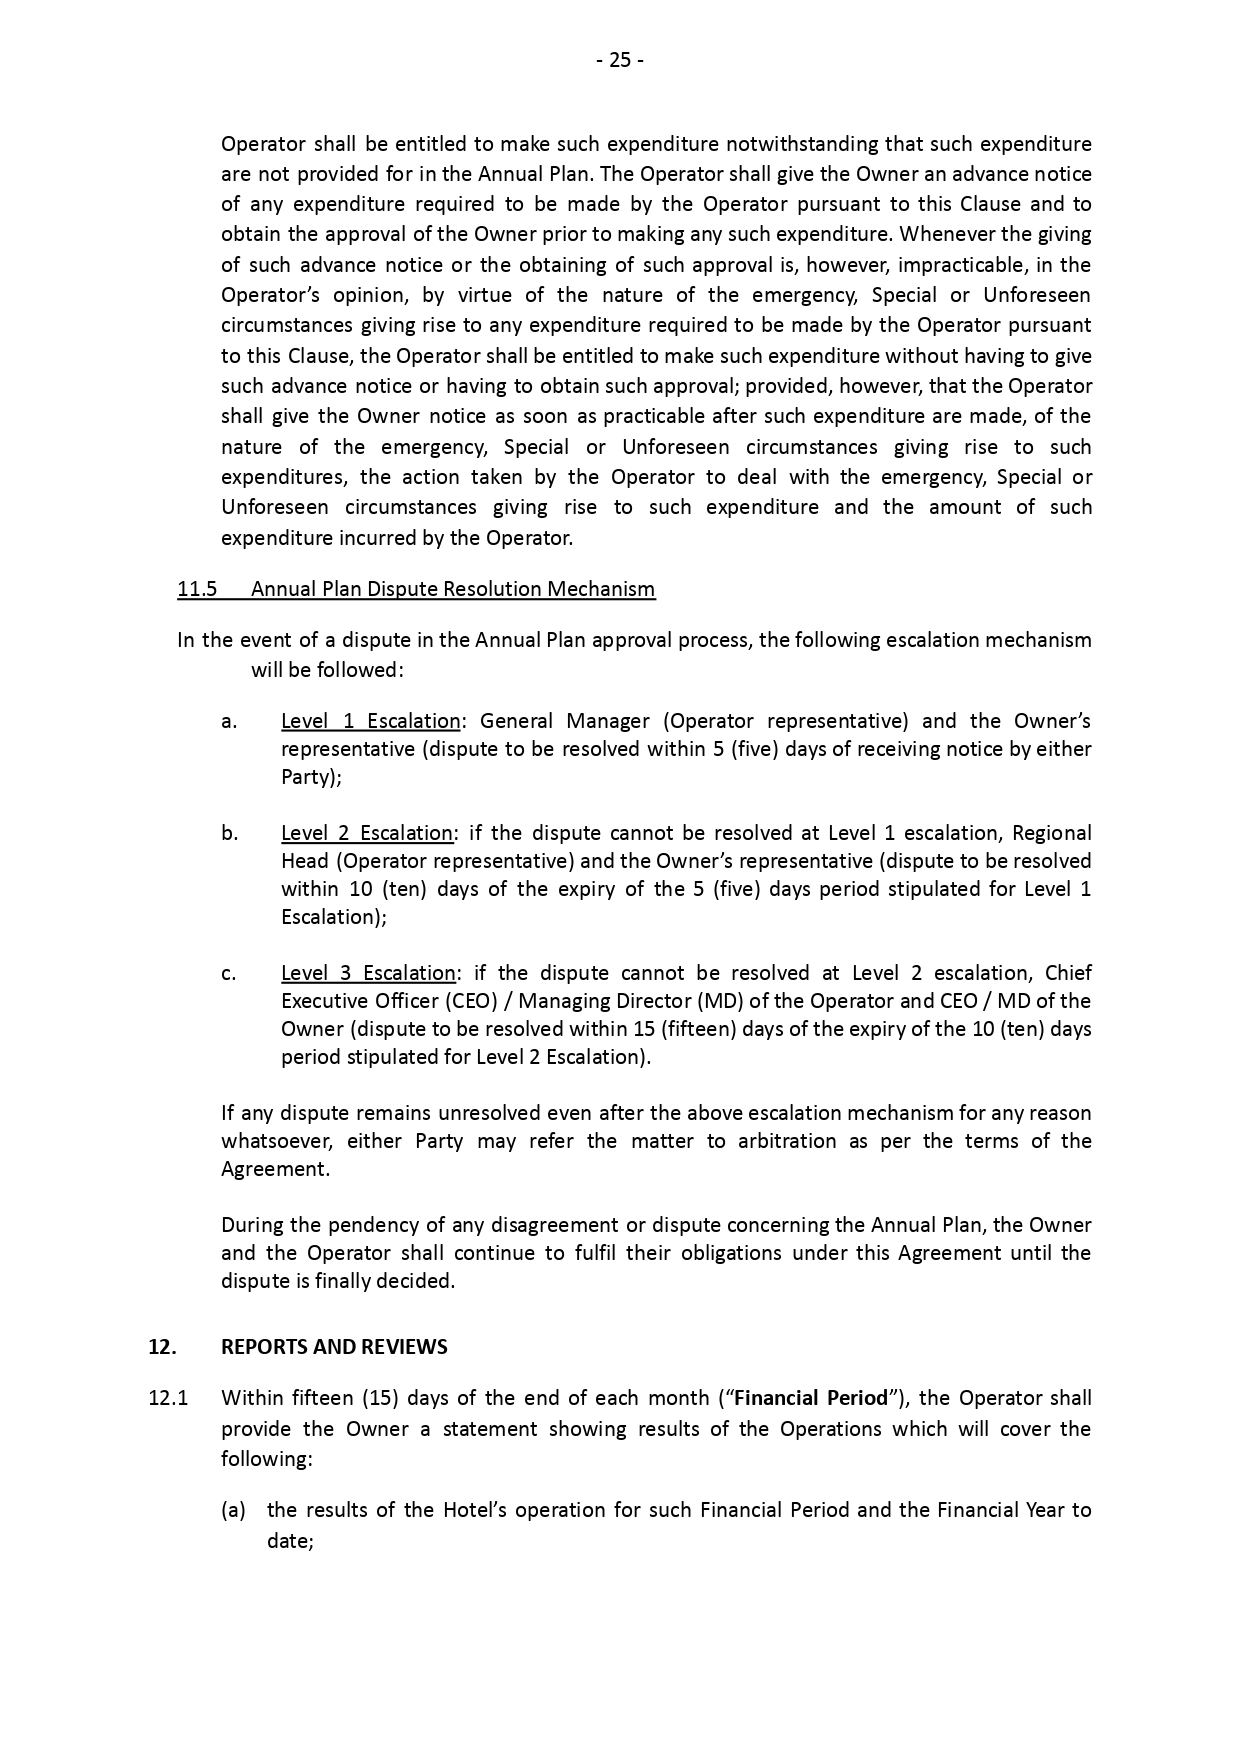 - 25 -
Operator shall be entitled to make such expenditure notwithstanding that such expenditure
are not provided for in the Annual Plan. The Operator shall give the Owner an advance notice
of any expenditure required to be made by the Operator pursuant to this Clause and to
obtain the approval of the Owner prior to making any such expenditure. Whenever the giving
of such advance notice or the obtaining of such approval is, however, impracticable, in the
Operator’s opinion, by virtue of the nature of the emergency, Special or Unforeseen
circumstances giving rise to any expenditure required to be made by the Operator pursuant
to this Clause, the Operator shall be entitled to make such expenditure without having to give
such advance notice or having to obtain such approval; provided, however, that the Operator
shall give the Owner notice as soon as practicable after such expenditure are made, of the
nature of the emergency, Special or Unforeseen circumstances giving rise to such
expenditures, the action taken by the Operator to deal with the emergency, Special or
Unforeseen circumstances giving rise to such expenditure and the amount of such
expenditure incurred by the Operator.
11.5 Annual Plan Dispute Resolution Mechanism
In the event of a dispute in the Annual Plan approval process, the following escalation mechanism
will be followed:
a. Level 1 Escalation: General Manager (Operator representative) and the Owner’s
representative (dispute to be resolved within 5 (five) days of receiving notice by either
Party);
b. Level 2 Escalation: if the dispute cannot be resolved at Level 1 escalation, Regional
Head (Operator representative) and the Owner’s representative (dispute to be resolved
within 10 (ten) days of the expiry of the 5 (five) days period stipulated for Level 1
Escalation);
c. Level 3 Escalation: if the dispute cannot be resolved at Level 2 escalation, Chief
Executive Officer (CEO) / Managing Director (MD) of the Operator and CEO / MD of the
Owner (dispute to be resolved within 15 (fifteen) days of the expiry of the 10 (ten) days
period stipulated for Level 2 Escalation).
If any dispute remains unresolved even after the above escalation mechanism for any reason
whatsoever, either Party may refer the matter to arbitration as per the terms of the
Agreement.
During the pendency of any disagreement or dispute concerning the Annual Plan, the Owner
and the Operator shall continue to fulfil their obligations under this Agreement until the
dispute is finally decided.
12. REPORTS AND REVIEWS
12.1 Within fifteen (15) days of the end of each month (“Financial Period”), the Operator shall
provide the Owner a statement showing results of the Operations which will cover the
following:
(a) the results of the Hotel’s operation for such Financial Period and the Financial Year to
date;